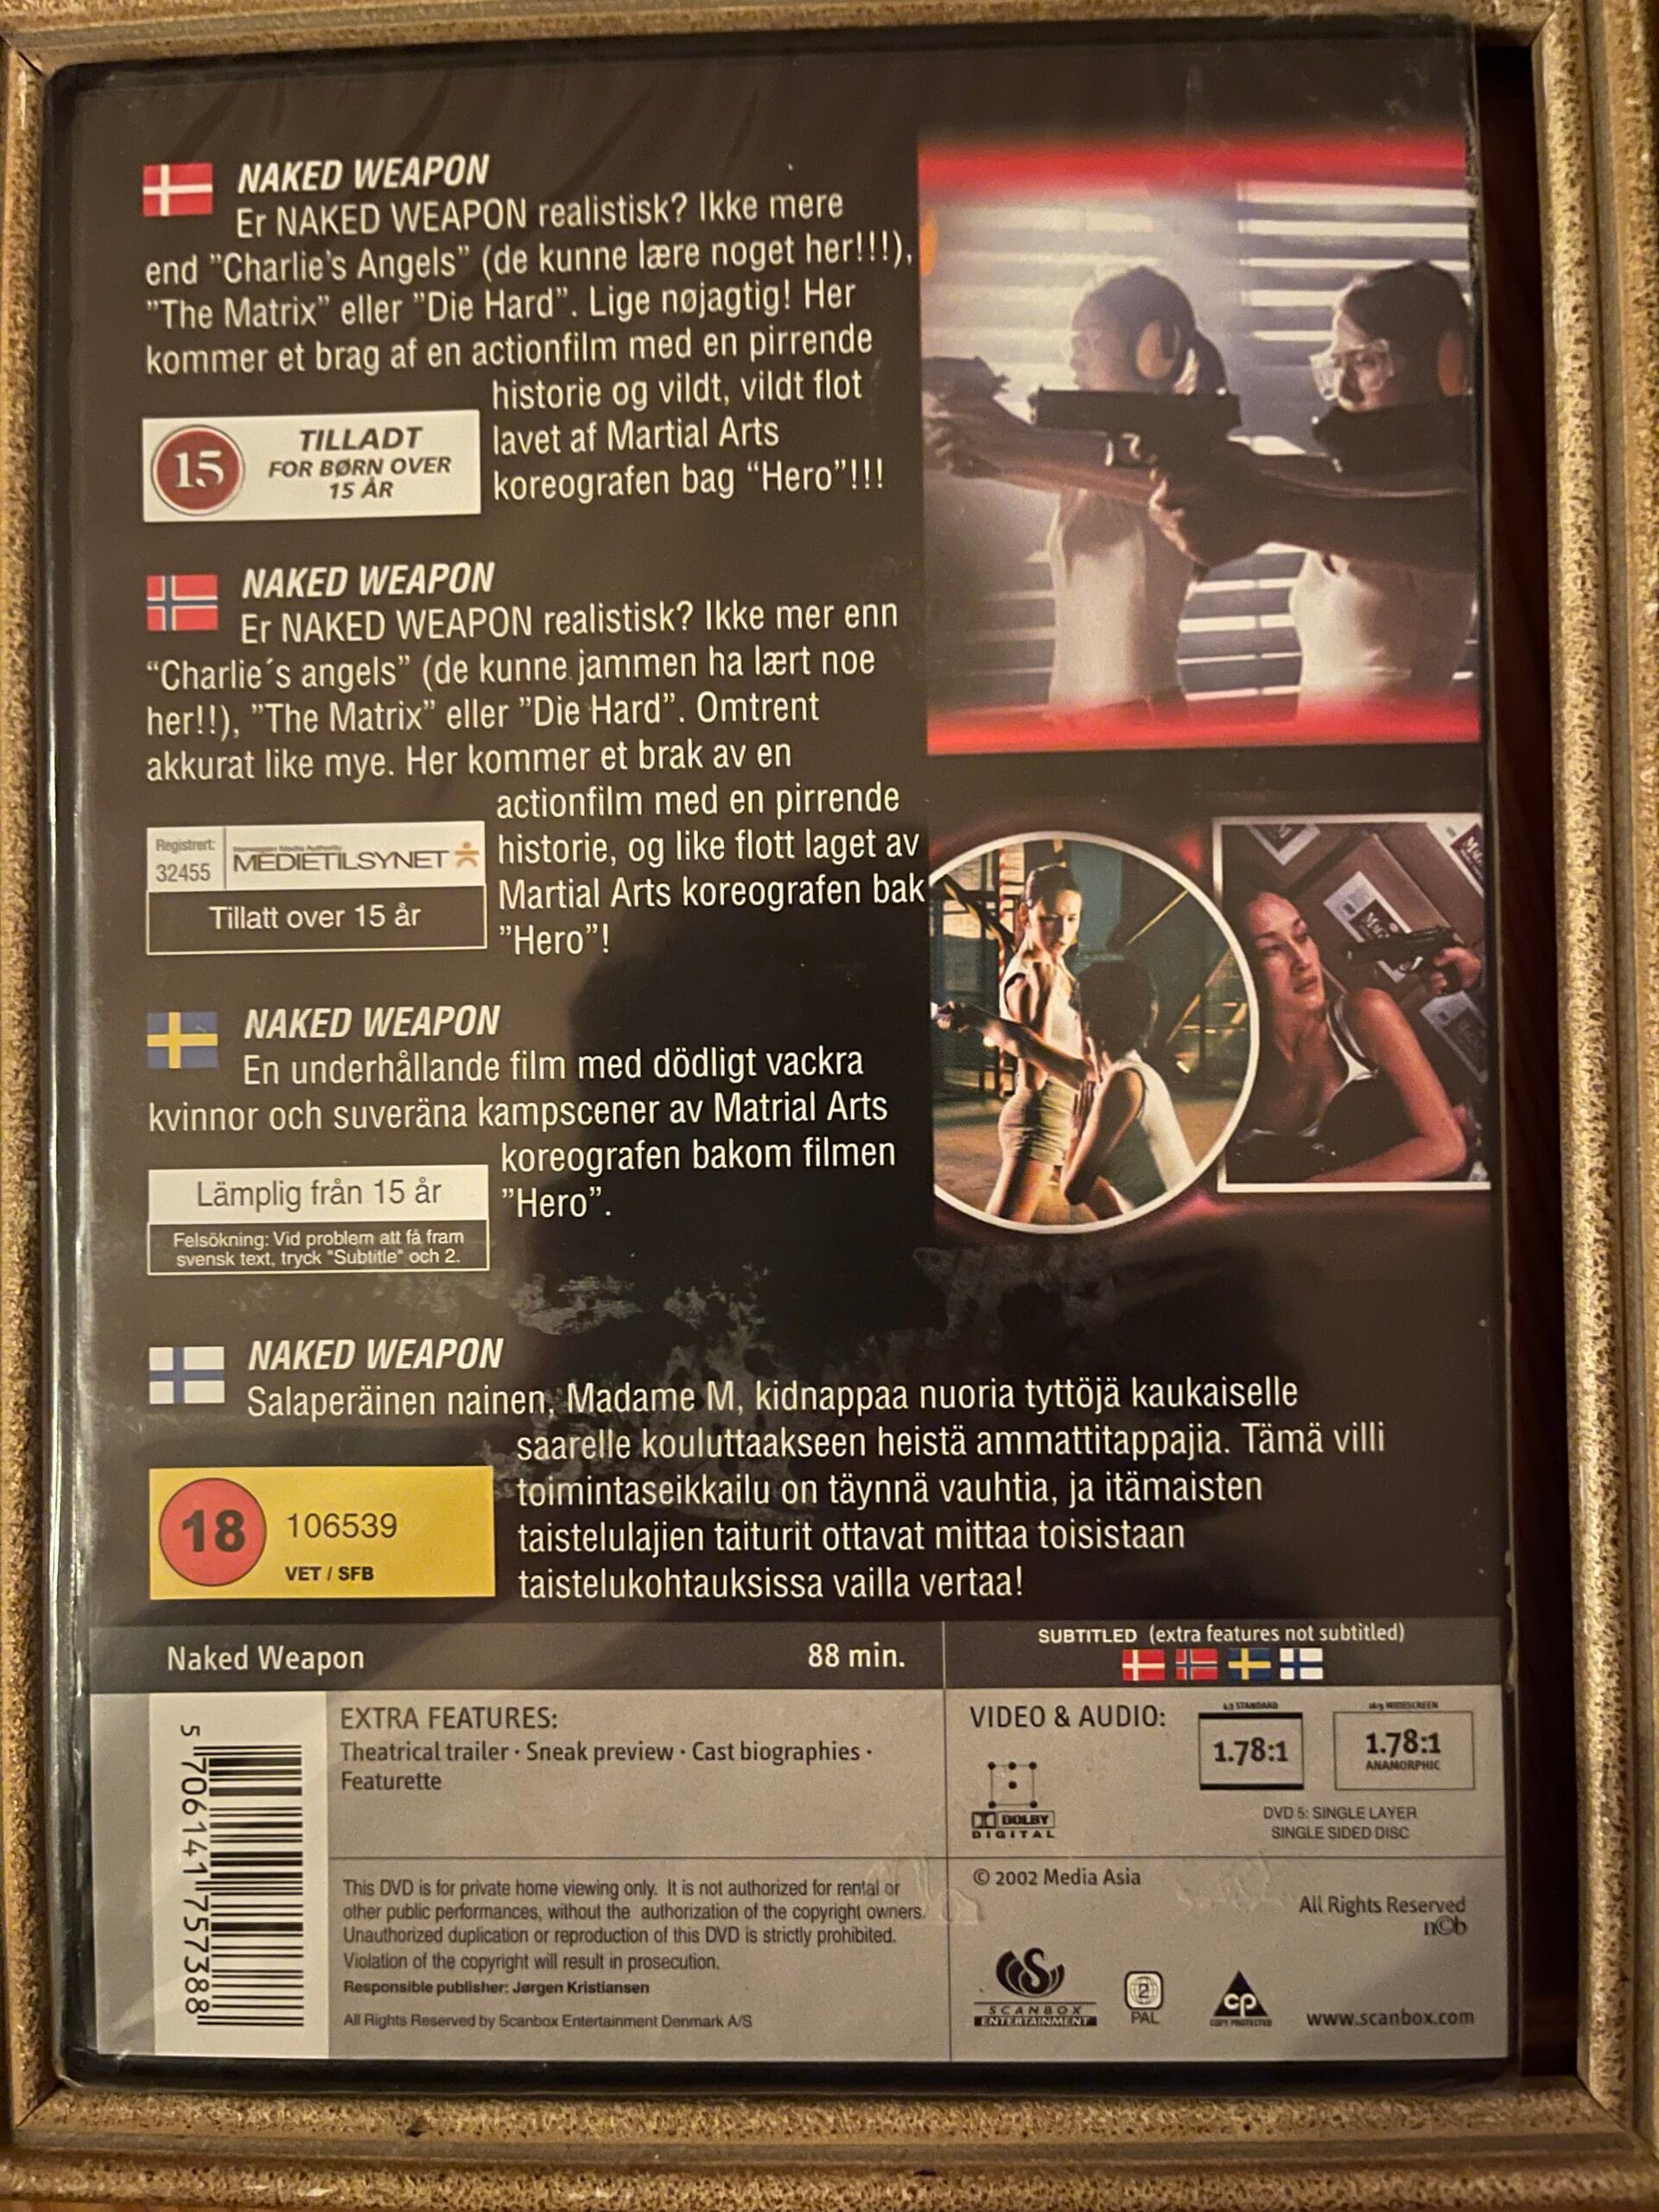 NAKED WEAPON
Er NAKED WEAPON realistisk? Ikke mere
end ”Charlie's Angels” (de kunne lære noget her!!!),
”The Matrix” eller ”Die Hard”. Lige nøjagtig! Her
kommer et brag af en actionfilm med en pirrende
historie og vildt, vildt flot
lavet af Martial Arts
koreografen bag “Hero”!!!
15
TILLADT
FOR BØRN OVER
15 ÅR
NAKED WEAPON
Er NAKED WEAPON realistisk? Ikke mer enn
“Charlie´s angels” (de kunne jammen ha lært noe
her!!), ”The Matrix” eller ”Die Hard”. Omtrent
akkurat like mye. Her kommer et brak av en
actionfilm med en pirrende
historie, og like flott laget av
Martial Arts koreografen bak
”Hero”!
Registrert:
32455
Norwegian Media Authority
MEDIETILSYNET
Tillatt over 15 år
NAKED WEAPON
En underhållande film med dödligt vackra
kvinnor och suveräna kampscener av Matrial Arts
koreografen bakom filmen
”Hero”.
Lämplig från 15 år
Felsökning: Vid problem att få fram
svensk text, tryck "Subtitle" och 2.
NAKED WEAPON
Salaperäinen nainen, Madame M, kidnappaa nuoria tyttöjä kaukaiselle
saarelle kouluttaakseen heistä ammattitappajia. Tämä villi
toimintaseikkailu on täynnä vauhtia, ja itämaisten
taistelulajien taiturit ottavat mittaa toisistaan
taistelukohtauksissa vailla vertaa!
18
106539
VET / SFB
Naked Weapon 88 min.
SUBTITLED (extra features not subtitled)
5 706141 757388
EXTRA FEATURES:
Theatrical trailer · Sneak preview · Cast biographies ·
Featurette
VIDEO & AUDIO:
DOLBY
DIGITAL
4:3 STANDARD
1.78:1
16:9 WIDESCREEN
1.78:1
ANAMORPHIC
DVD 5: SINGLE LAYER
SINGLE SIDED DISC
This DVD is for private home viewing only. It is not authorized for rental or
other public performances, without the authorization of the copyright owners.
Unauthorized duplication or reproduction of this DVD is strictly prohibited.
Violation of the copyright will result in prosecution.
Responsible publisher: Jørgen Kristiansen
All Rights Reserved by Scanbox Entertainment Denmark A/S
© 2002 Media Asia
All Rights Reserved
n©b
SCANBOX
ENTERTAINMENT
2
PAL
CP
COPY PROTECTED
www.scanbox.com